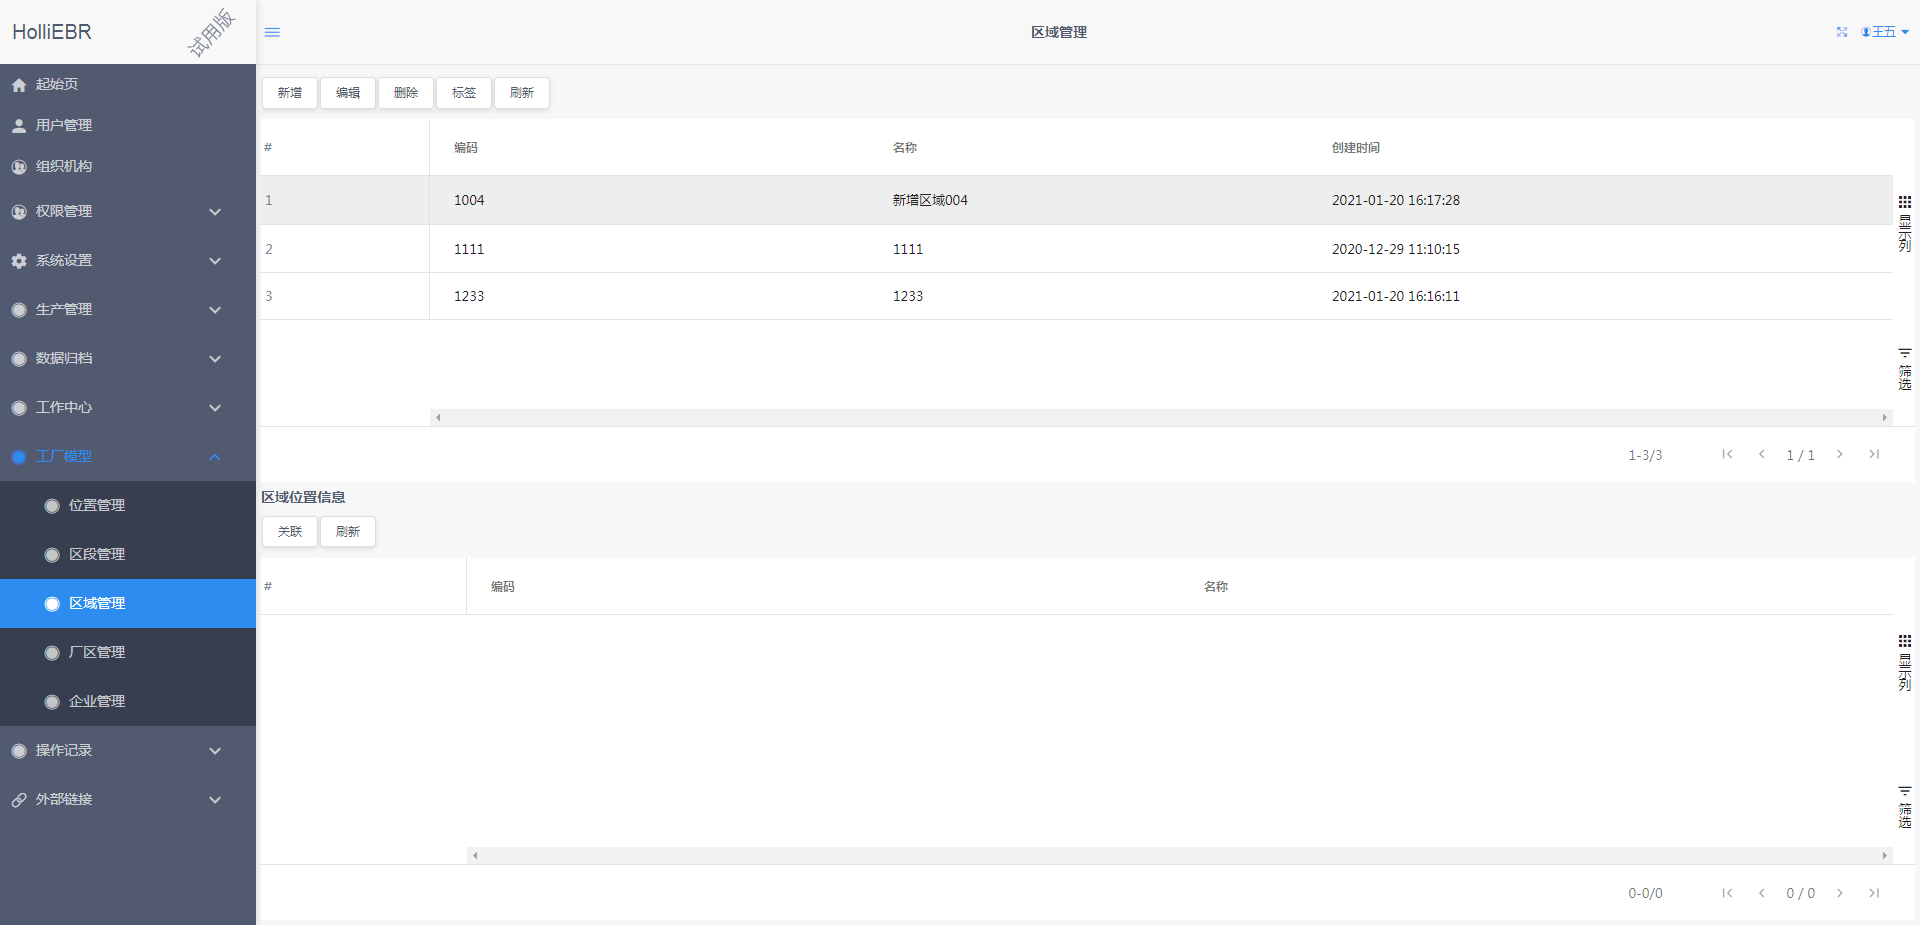 HolliEBR
试用版
区域管理
王五
起始页
用户管理
组织机构
权限管理
系统设置
生产管理
数据归档
工作中心
工厂模型
位置管理
区段管理
区域管理
厂区管理
企业管理
操作记录
外部链接
新增 编辑 删除 标签 刷新
# 编码 名称 创建时间
1 1004 新增区域004 2021-01-20 16:17:28
2 1111 1111 2020-12-29 11:10:15
3 1233 1233 2021-01-20 16:16:11
显示列
筛选
1-3/3 1 / 1
区域位置信息
关联 刷新
# 编码 名称
显示列
筛选
0-0/0 0 / 0